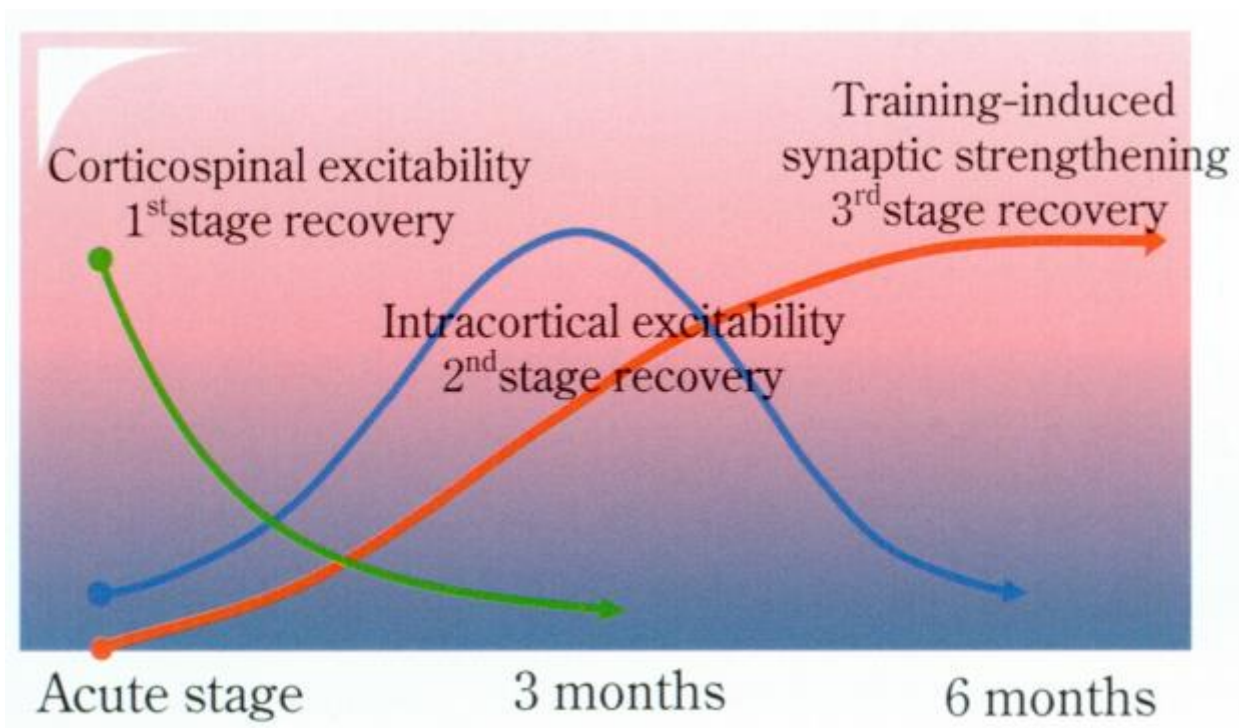 Training-induced
synaptic strengthening
3rd stage recovery
Corticospinal excitability
1st stage recovery
Intracortical excitability
2nd stage recovery
Acute stage
3 months
6 months